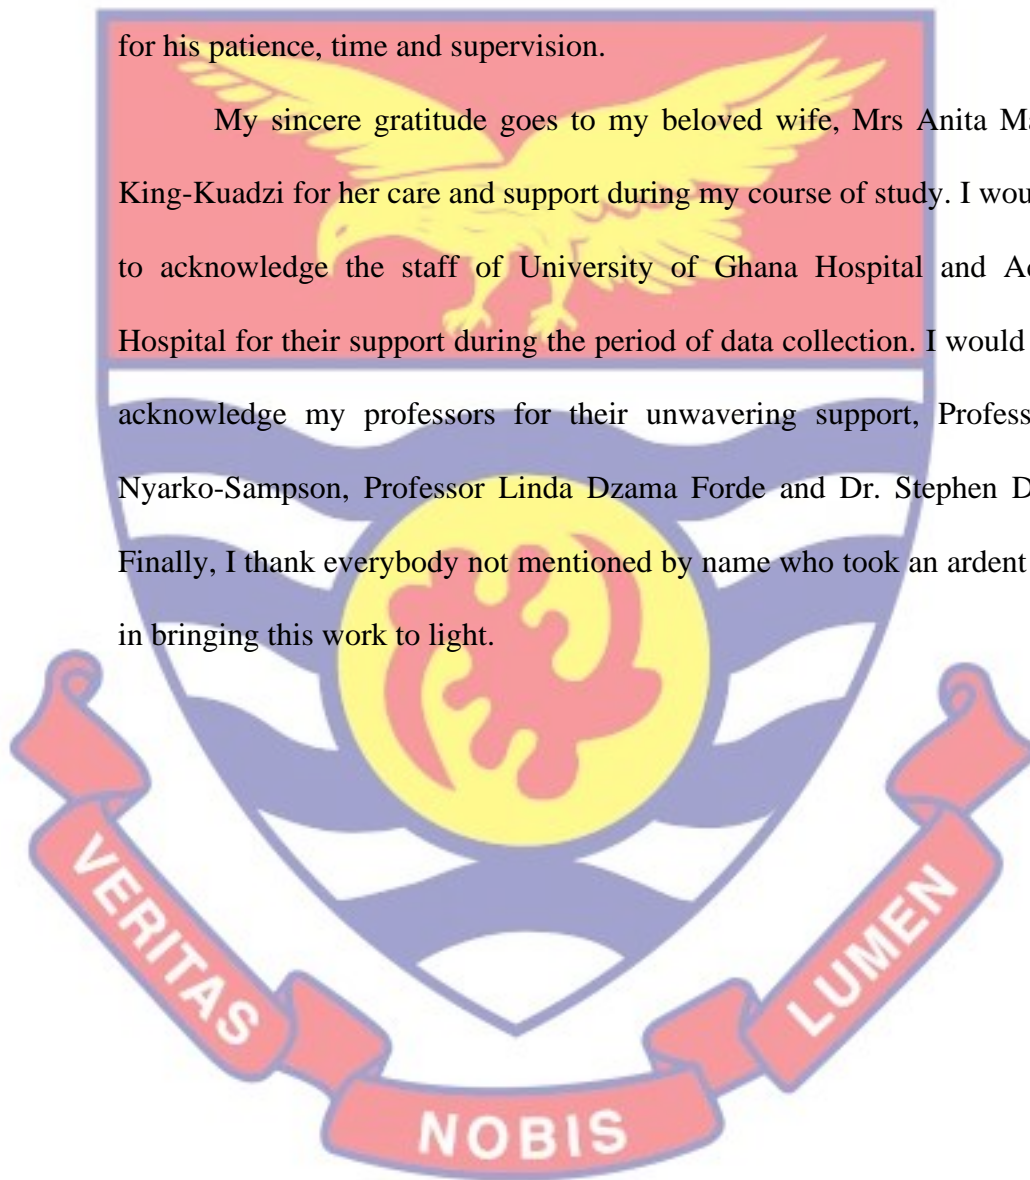 for his patience, time and supervision.
My sincere gratitude goes to my beloved wife, Mrs Anita
King-Kuadzi for her care and support during my course of study. I
to acknowledge the staff of University of Ghana Hospital and
Hospital for their support during the period of data collection. I would
acknowledge my professors for their unwavering support,
Nyarko-Sampson, Professor Linda Dzama Forde and Dr. Stephen
Finally, I thank everybody not mentioned by name who took an ardent
in bringing this work to light.
VERITAS
NOBIS
LUMEN